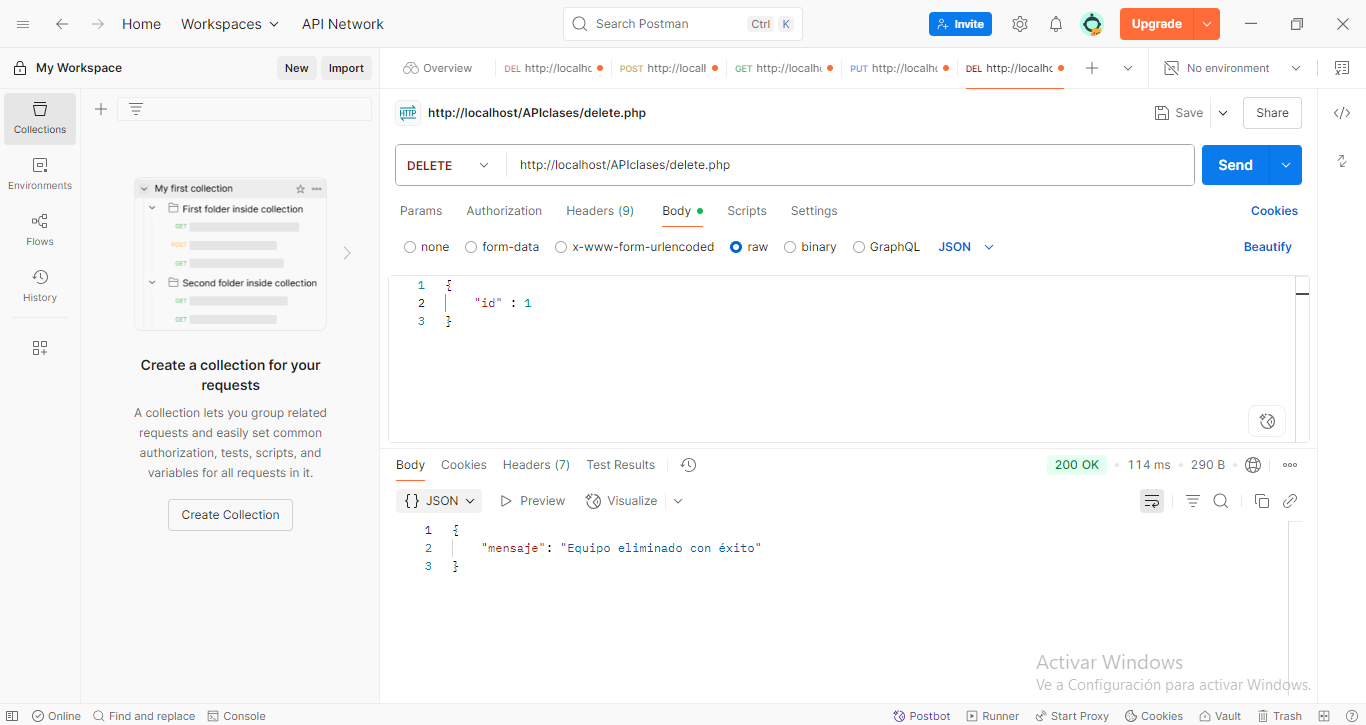 Home Workspaces API Network Search Postman Ctrl K Invite Upgrade
My Workspace New Import Overview DEL http://localhc POST http://locall GET http://localh PUT http://localhc DEL http://localhc No environment
Collections
Environments
Flows
History
My first collection
First folder inside collection
GET
POST
GET
Second folder inside collection
GET
GET
Create a collection for your
requests
A collection lets you group related
requests and easily set common
authorization, tests, scripts, and
variables for all requests in it.
Create Collection
HTTP http://localhost/APIclases/delete.php Save Share
DELETE http://localhost/APIclases/delete.php Send
Params Authorization Headers (9) Body Scripts Settings Cookies
none form-data x-www-form-urlencoded raw binary GraphQL JSON Beautify
1 {
2 "id" : 1
3 }
Body Cookies Headers (7) Test Results 200 OK 114 ms 290 B
{} JSON Preview Visualize
1 {
2 "mensaje": "Equipo eliminado con éxito"
3 }
Activar Windows
Ve a Configuración para activar Windows.
Online Find and replace Console Postbot Runner Start Proxy Cookies Vault Trash